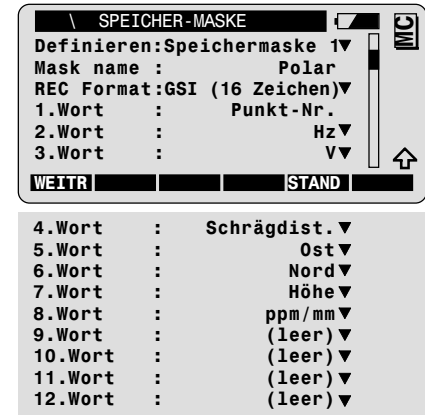 \ SPEICHER-MASKE
MC
Definieren:Speichermaske 1▼
Mask name : Polar
REC Format:GSI (16 Zeichen)▼
1.Wort : Punkt-Nr.
2.Wort : Hz▼
3.Wort : V▼
WEITR STAND
4.Wort : Schrägdist.▼
5.Wort : Ost▼
6.Wort : Nord▼
7.Wort : Höhe▼
8.Wort : ppm/mm▼
9.Wort : (leer)▼
10.Wort : (leer)▼
11.Wort : (leer)▼
12.Wort : (leer)▼